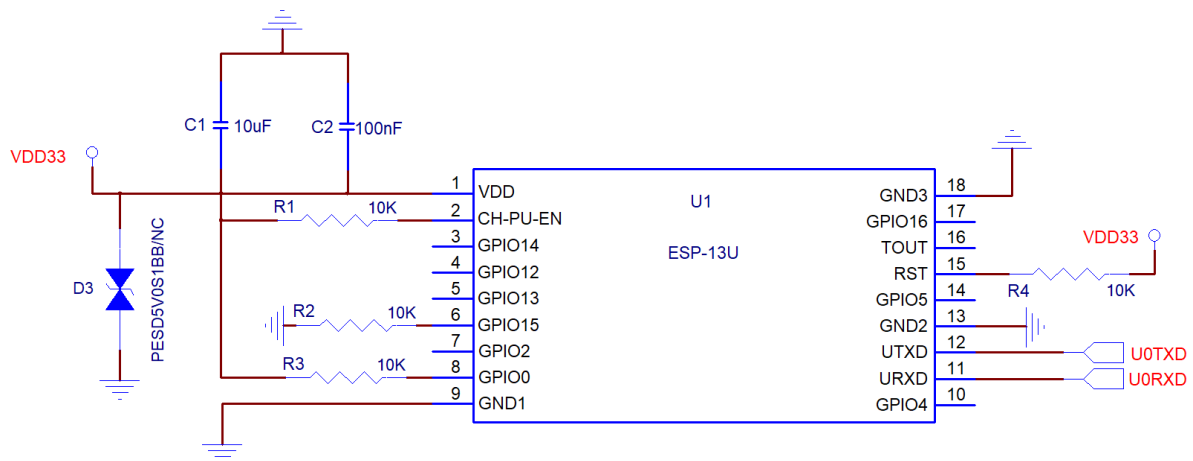 C1
10uF
C2
100nF
VDD33
D3
PESD5V0S1BB/NC
R1
10K
R2
10K
R3
10K
1
2
3
4
5
6
7
8
9
VDD
CH-PU-EN
GPIO14
GPIO12
GPIO13
GPIO15
GPIO2
GPIO0
GND1
U1
ESP-13U
GND3
GPIO16
TOUT
RST
GPIO5
GND2
UTXD
URXD
GPIO4
18
17
16
15
14
13
12
11
10
VDD33
R4
10K
U0TXD
U0RXD